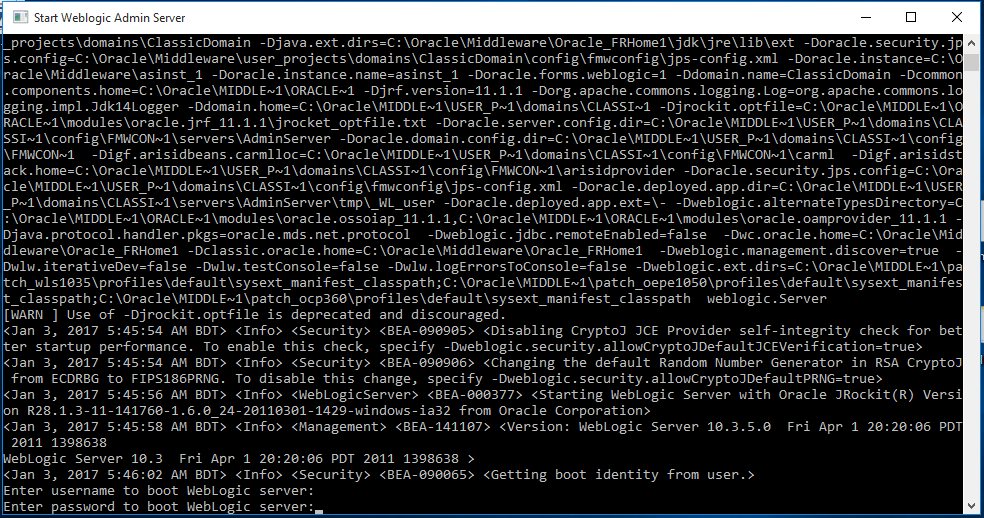 Start Weblogic Admin Server
_projects\domains\ClassicDomain -Djava.ext.dirs=C:\Oracle\Middleware\Oracle_FRHome1\jdk\jre\lib\ext -Doracle.security.jp
s.config=C:\Oracle\Middleware\user_projects\domains\ClassicDomain\config\fmwconfig\jps-config.xml -Doracle.instance=C:\O
racle\Middleware\asinst_1 -Doracle.instance.name=asinst_1 -Doracle.forms.weblogic=1 -Ddomain.name=ClassicDomain -Dcommon
.components.home=C:\Oracle\MIDDLE~1\ORACLE~1 -Djrf.version=11.1.1 -Dorg.apache.commons.logging.Log=org.apache.commons.lo
gging.impl.Jdk14Logger -Ddomain.home=C:\Oracle\MIDDLE~1\USER_P~1\domains\CLASSI~1 -Djrockit.optfile=C:\Oracle\MIDDLE~1\O
RACLE~1\modules\oracle.jrf_11.1.1\jrocket_optfile.txt -Doracle.server.config.dir=C:\Oracle\MIDDLE~1\USER_P~1\domains\CLA
SSI~1\config\FMWCON~1\servers\AdminServer -Doracle.domain.config.dir=C:\Oracle\MIDDLE~1\USER_P~1\domains\CLASSI~1\config
\FMWCON~1  -Digf.arisidbeans.carmlloc=C:\Oracle\MIDDLE~1\USER_P~1\domains\CLASSI~1\config\FMWCON~1\carml  -Digf.arisidst
ack.home=C:\Oracle\MIDDLE~1\USER_P~1\domains\CLASSI~1\config\FMWCON~1\arisidprovider -Doracle.security.jps.config=C:\Ora
cle\MIDDLE~1\USER_P~1\domains\CLASSI~1\config\fmwconfig\jps-config.xml -Doracle.deployed.app.dir=C:\Oracle\MIDDLE~1\USER
_P~1\domains\CLASSI~1\servers\AdminServer\tmp\_WL_user -Doracle.deployed.app.ext=\- -Dweblogic.alternateTypesDirectory=C
:\Oracle\MIDDLE~1\ORACLE~1\modules\oracle.ossoiap_11.1.1,C:\Oracle\MIDDLE~1\ORACLE~1\modules\oracle.oamprovider_11.1.1 -
Djava.protocol.handler.pkgs=oracle.mds.net.protocol  -Dweblogic.jdbc.remoteEnabled=false  -Dwc.oracle.home=C:\Oracle\Mid
dleware\Oracle_FRHome1 -Dclassic.oracle.home=C:\Oracle\Middleware\Oracle_FRHome1  -Dweblogic.management.discover=true  -
Dwlw.iterativeDev=false -Dwlw.testConsole=false -Dwlw.logErrorsToConsole=false -Dweblogic.ext.dirs=C:\Oracle\MIDDLE~1\pa
tch_wls1035\profiles\default\sysext_manifest_classpath;C:\Oracle\MIDDLE~1\patch_oepe1050\profiles\default\sysext_manifes
t_classpath;C:\Oracle\MIDDLE~1\patch_ocp360\profiles\default\sysext_manifest_classpath  weblogic.Server
[WARN ] Use of -Djrockit.optfile is deprecated and discouraged.
<Jan 3, 2017 5:45:54 AM BDT> <Info> <Security> <BEA-090905> <Disabling CryptoJ JCE Provider self-integrity check for bet
ter startup performance. To enable this check, specify -Dweblogic.security.allowCryptoJDefaultJCEVerification=true>
<Jan 3, 2017 5:45:54 AM BDT> <Info> <Security> <BEA-090906> <Changing the default Random Number Generator in RSA CryptoJ
 from ECDRBG to FIPS186PRNG. To disable this change, specify -Dweblogic.security.allowCryptoJDefaultPRNG=true>
<Jan 3, 2017 5:45:56 AM BDT> <Info> <WebLogicServer> <BEA-000377> <Starting WebLogic Server with Oracle JRockit(R) Versi
on R28.1.3-11-141760-1.6.0_24-20110301-1429-windows-ia32 from Oracle Corporation>
<Jan 3, 2017 5:45:58 AM BDT> <Info> <Management> <BEA-141107> <Version: WebLogic Server 10.3.5.0  Fri Apr 1 20:20:06 PDT
 2011 1398638
WebLogic Server 10.3  Fri Apr 1 20:20:06 PDT 2011 1398638 >
<Jan 3, 2017 5:46:02 AM BDT> <Info> <Security> <BEA-090065> <Getting boot identity from user.>
Enter username to boot WebLogic server:
Enter password to boot WebLogic server: